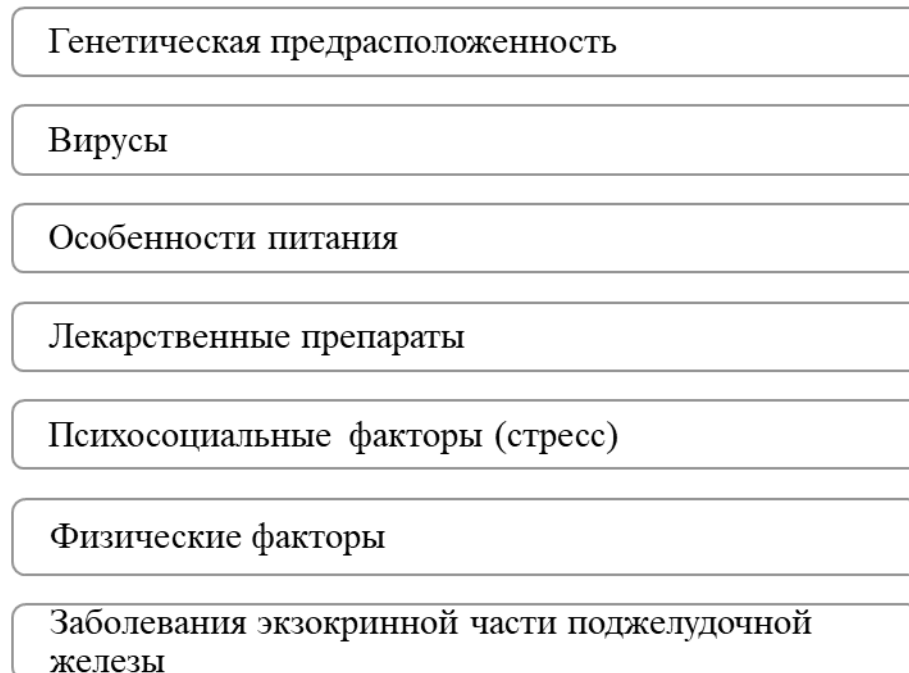 Генетическая предрасположенность
Вирусы
Особенности питания
Лекарственные препараты
Психосоциальные факторы (стресс)
Физические факторы
Заболевания экзокринной части поджелудочной
железы